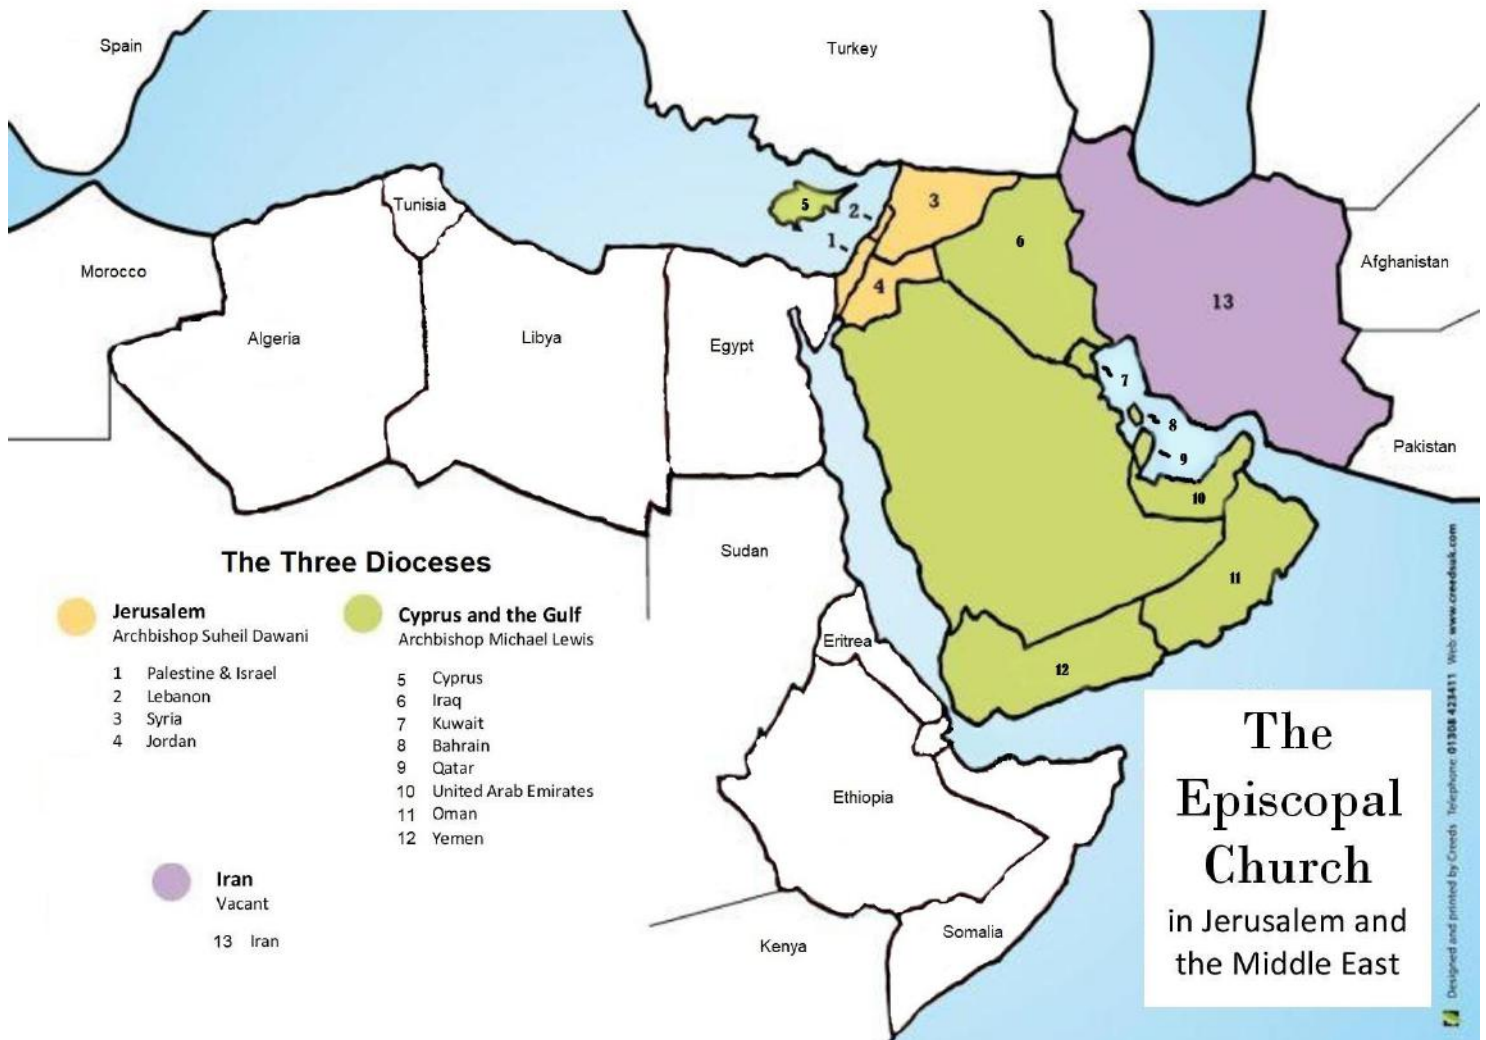 Spain
Turkey
Tunisia
Morocco
Algeria
Libya
Egypt
Afghanistan
Pakistan
Sudan
Eritrea
Ethiopia
Kenya
Somalia
5
2
1
3
4
6
13
7
8
9
10
11
12
The Three Dioceses
Jerusalem
Archbishop Suheil Dawani
1 Palestine & Israel
2 Lebanon
3 Syria
4 Jordan
Cyprus and the Gulf
Archbishop Michael Lewis
5 Cyprus
6 Iraq
7 Kuwait
8 Bahrain
9 Qatar
10 United Arab Emirates
11 Oman
12 Yemen
Iran
Vacant
13 Iran
The
Episcopal
Church
in Jerusalem and
the Middle East
Designed and printed by Creeds Telephone 01308 423411 Web: www.creedsuk.com